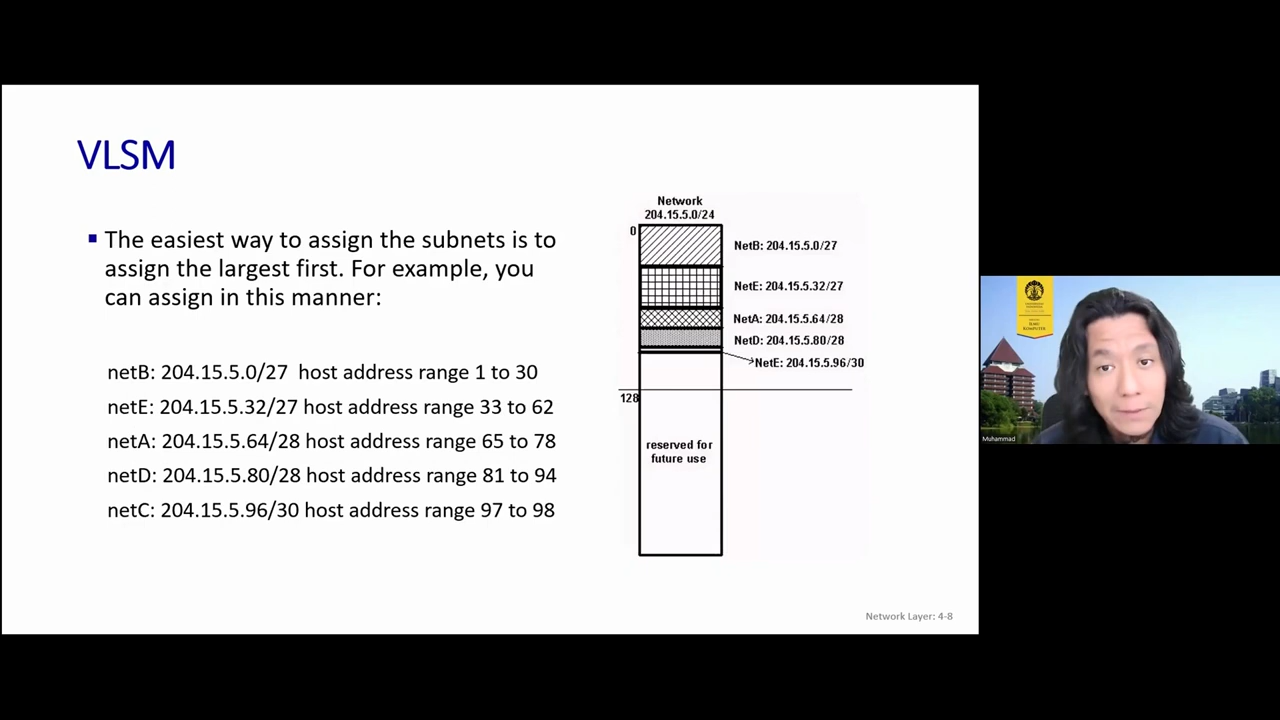 VLSM
▪ The easiest way to assign the subnets is to
assign the largest first. For example, you
can assign in this manner:
netB: 204.15.5.0/27 host address range 1 to 30
netE: 204.15.5.32/27 host address range 33 to 62
netA: 204.15.5.64/28 host address range 65 to 78
netD: 204.15.5.80/28 host address range 81 to 94
netC: 204.15.5.96/30 host address range 97 to 98
Network
204.15.5.0/24
0
NetB: 204.15.5.0/27
NetE: 204.15.5.32/27
NetA: 204.15.5.64/28
NetD: 204.15.5.80/28
NetE: 204.15.5.96/30
128
reserved for
future use
Network Layer: 4-8
ILMU
KOMPUTER
Muhammad